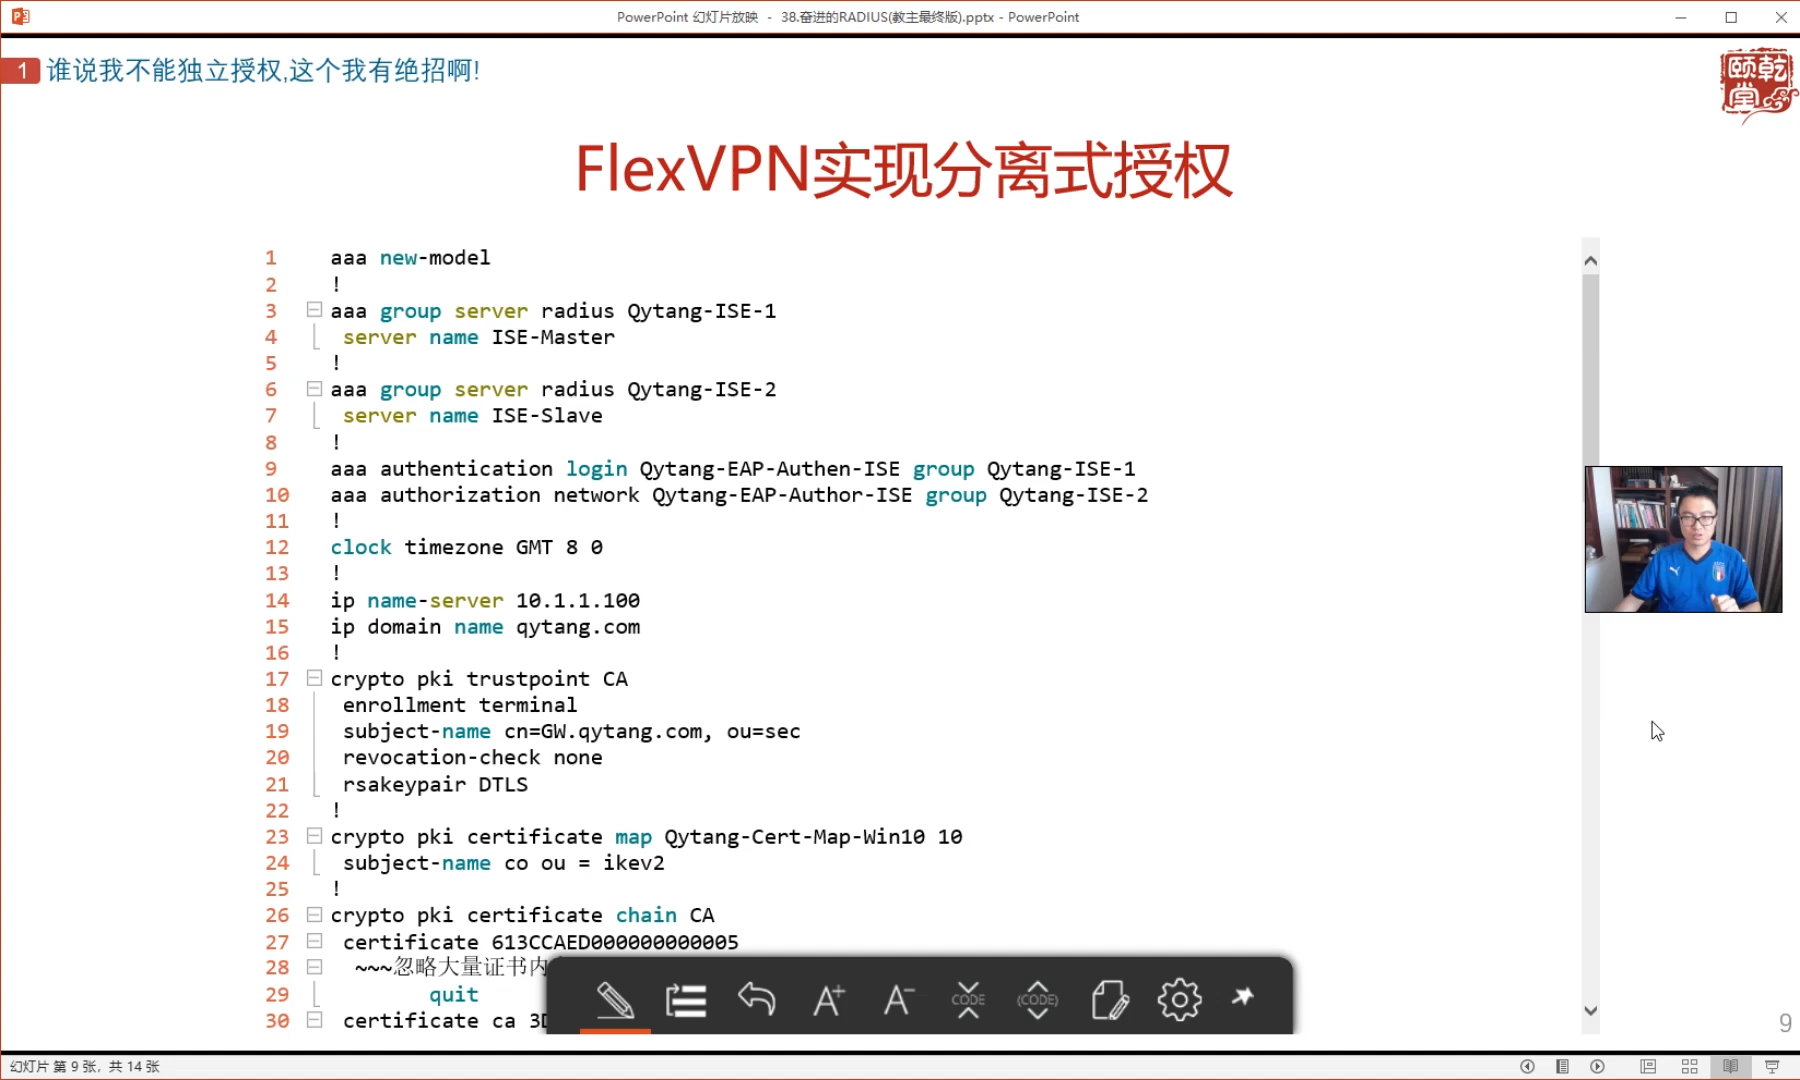 PowerPoint 幻灯片放映 - 38.奋进的RADIUS(教主最终版).pptx - PowerPoint
1 谁说我不能独立授权,这个我有绝招啊!
颐乾堂
FlexVPN实现分离式授权
1 aaa new-model
2 !
3 aaa group server radius Qytang-ISE-1
4 server name ISE-Master
5 !
6 aaa group server radius Qytang-ISE-2
7 server name ISE-Slave
8 !
9 aaa authentication login Qytang-EAP-Authen-ISE group Qytang-ISE-1
10 aaa authorization network Qytang-EAP-Author-ISE group Qytang-ISE-2
11 !
12 clock timezone GMT 8 0
13 !
14 ip name-server 10.1.1.100
15 ip domain name qytang.com
16 !
17 crypto pki trustpoint CA
18 enrollment terminal
19 subject-name cn=GW.qytang.com, ou=sec
20 revocation-check none
21 rsakeypair DTLS
22 !
23 crypto pki certificate map Qytang-Cert-Map-Win10 10
24 subject-name co ou = ikev2
25 !
26 crypto pki certificate chain CA
27 certificate 613CCAED000000000005
28 ~~~忽略大量证书内
29 quit
30 certificate ca 3D
A+ A- CODE (CODE)
9
幻灯片 第 9 张，共 14 张